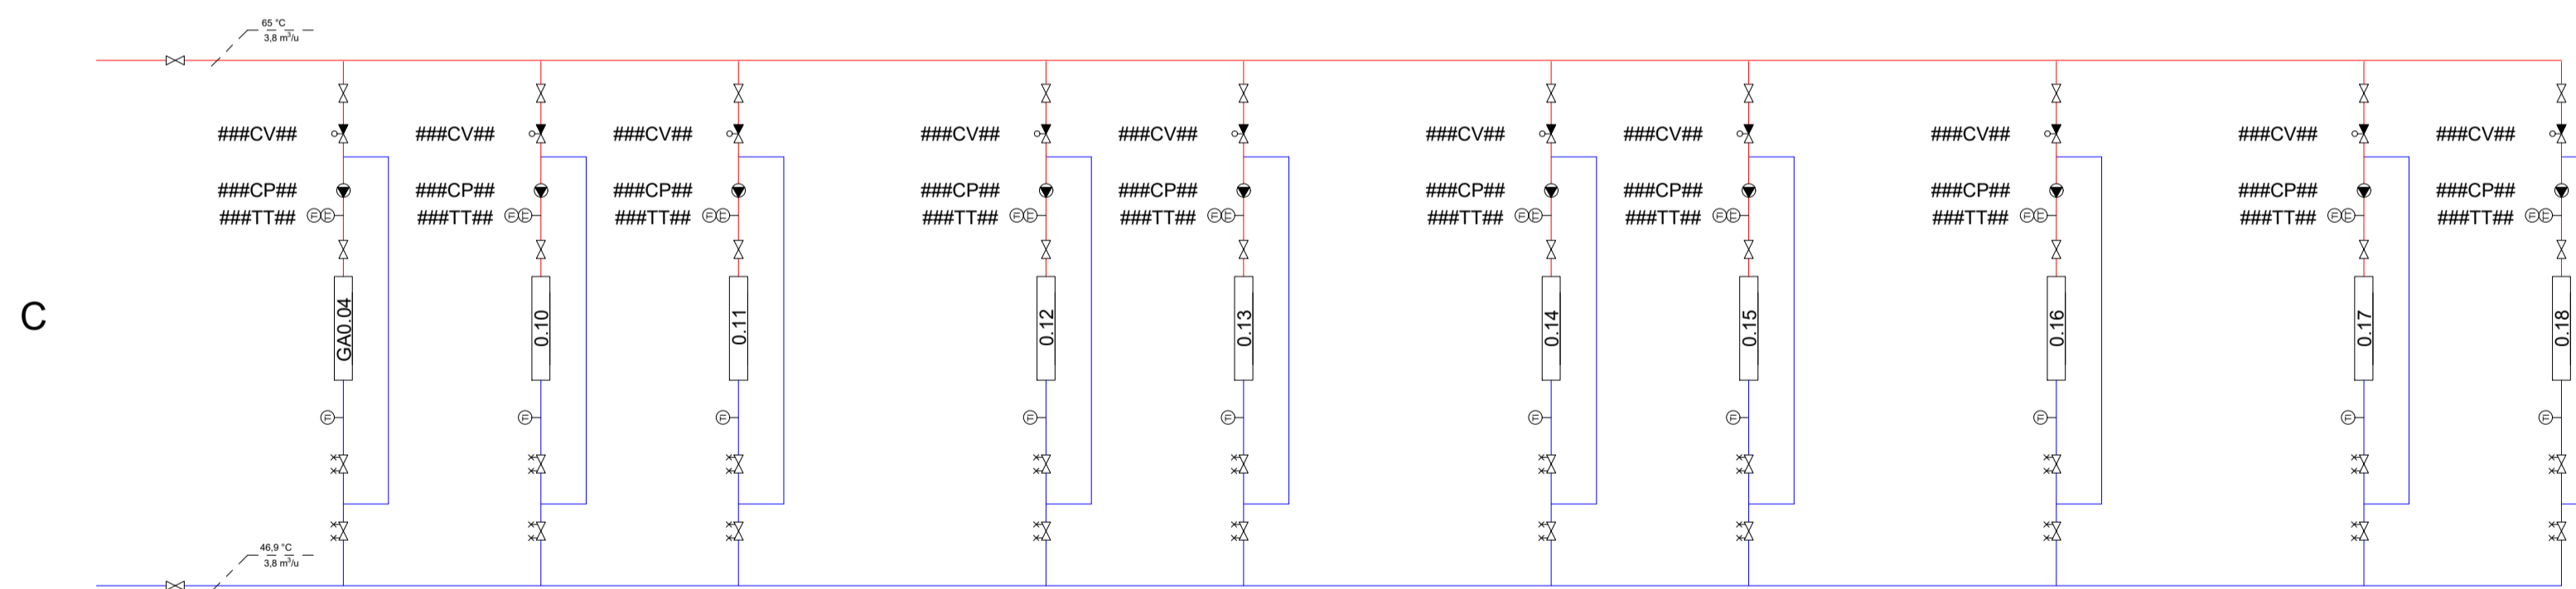 65 °C
3,8 m³/u
###CV## ###CV## ###CV## ###CV## ###CV## ###CV## ###CV## ###CV## ###CV## ###CV##
###CP## ###CP## ###CP## ###CP## ###CP## ###CP## ###CP## ###CP## ###CP## ###CP##
###TT## ###TT## ###TT## ###TT## ###TT## ###TT## ###TT## ###TT## ###TT## ###TT##
C
GA0.04
0.10
0.11
0.12
0.13
0.14
0.15
0.16
0.17
0.18
46,9 °C
3,8 m³/u